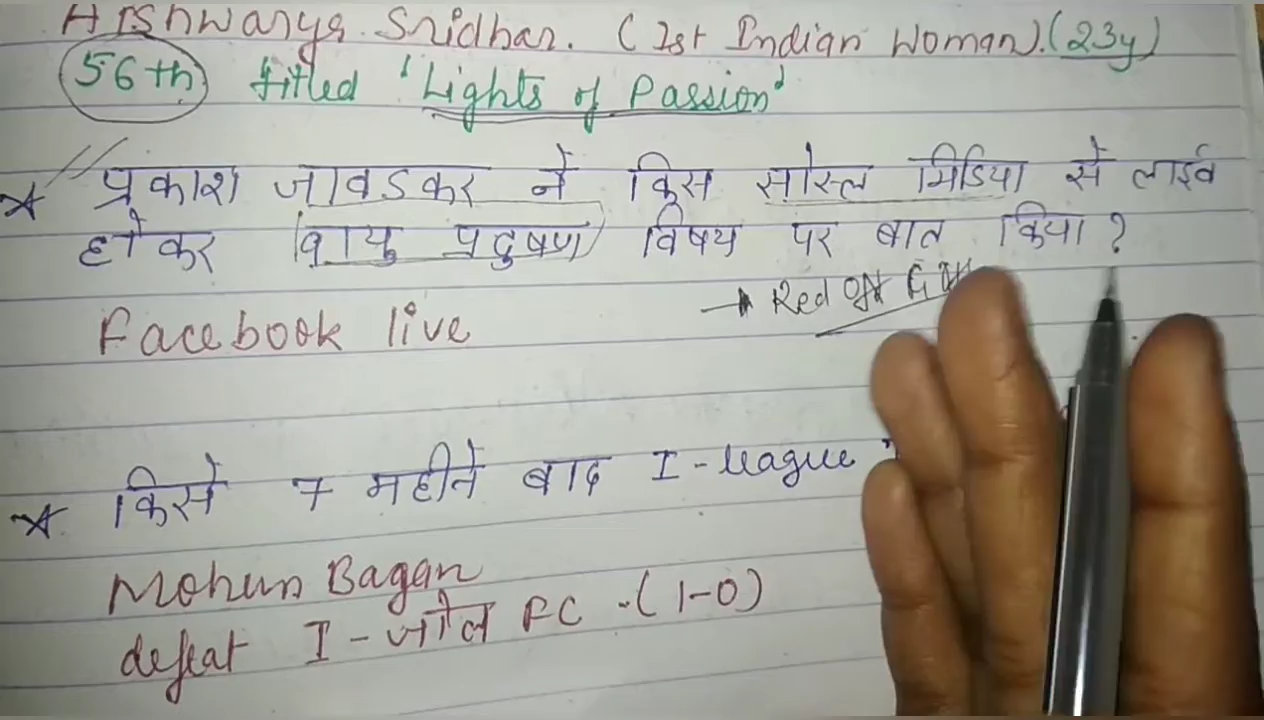 Aishwarya Sridhar. (1st Indian Woman).(23y)
56th titled 'Lights of Passion'
* प्रकाश जावडकर ने किस सोस्ल मिडिया से लाईव
होकर वायु प्रदुषण विषय पर बात किया ?
→ Red
Facebook live
* किसे 7 महीने बाद I-league
Mohun Bagan
defeat I-जोल FC.(1-0)